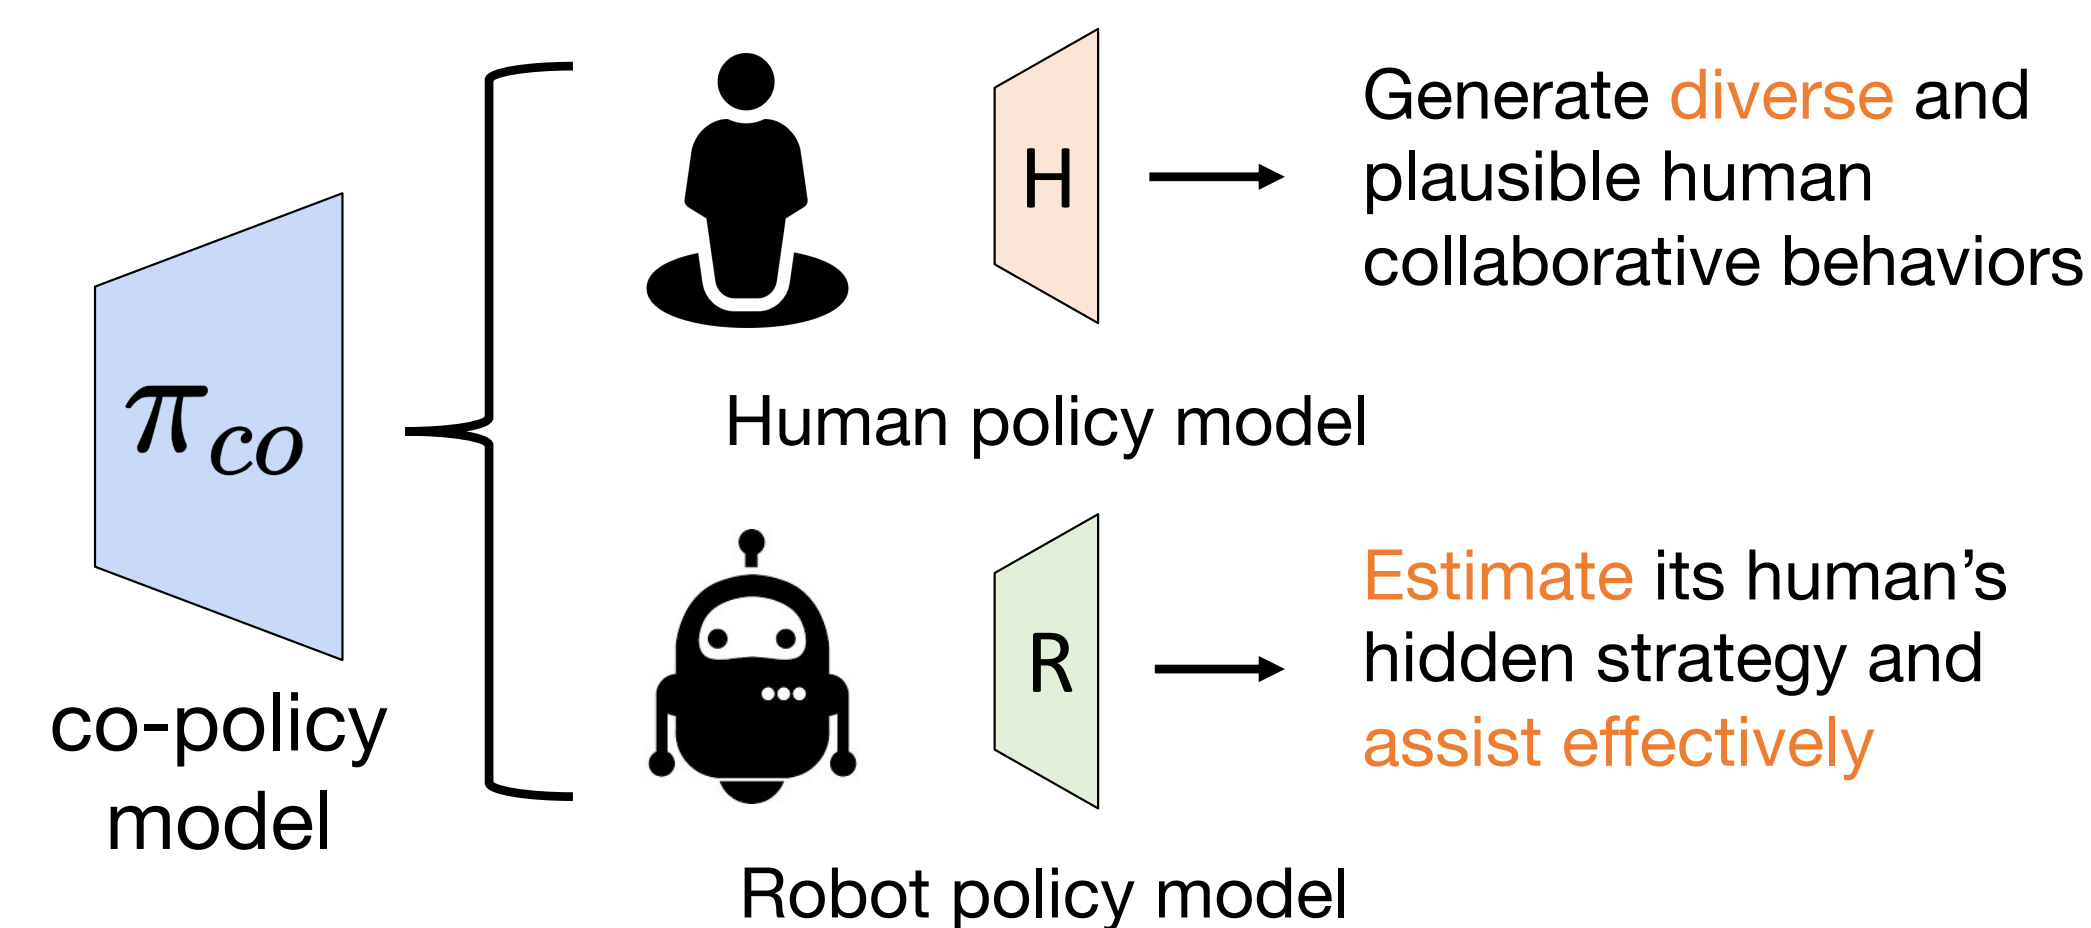 π_co
co-policy
model
H
Generate diverse and
plausible human
collaborative behaviors
Human policy model
R
Estimate its human’s
hidden strategy and
assist effectively
Robot policy model